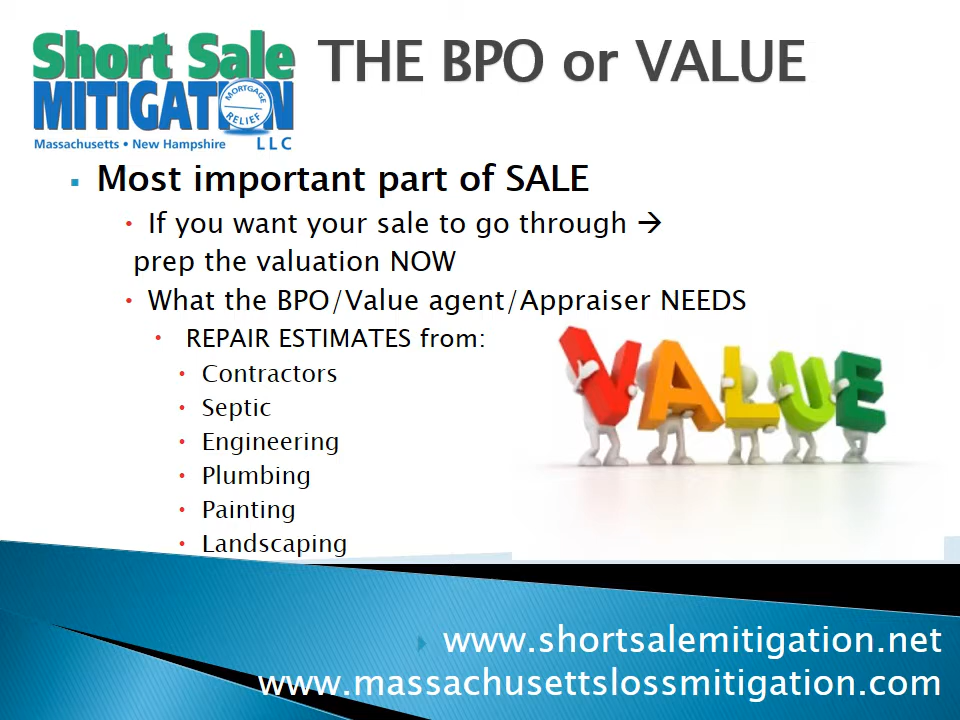 Short Sale
MITIGATION
MORTGAGE
RELIEF
Massachusetts • New Hampshire
LLC
THE BPO or VALUE
▪ Most important part of SALE
• If you want your sale to go through →
prep the valuation NOW
• What the BPO/Value agent/Appraiser NEEDS
• REPAIR ESTIMATES from:
• Contractors
• Septic
• Engineering
• Plumbing
• Painting
• Landscaping
VALUE
www.shortsalemitigation.net
www.massachusettslossmitigation.com